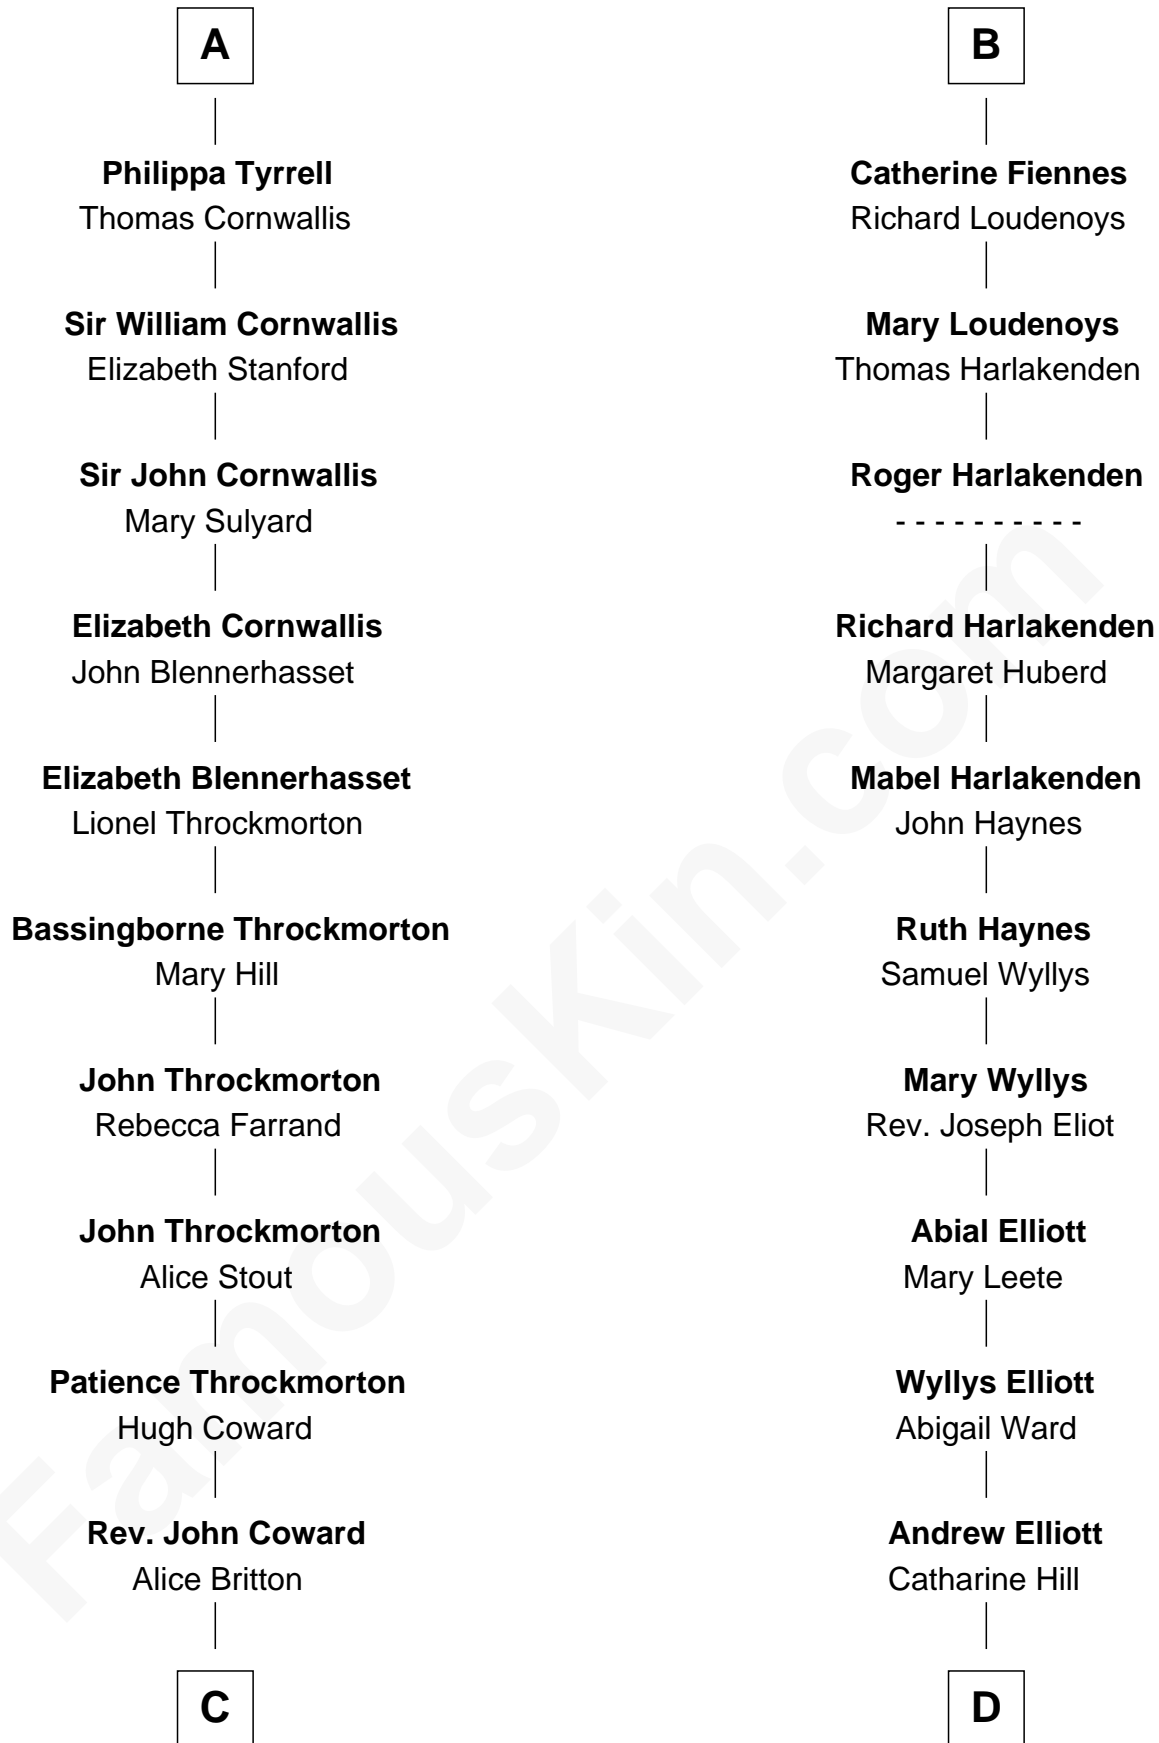 A
Philippa Tyrrell
Thomas Cornwallis
Sir William Cornwallis
Elizabeth Stanford
Sir John Cornwallis
Mary Sulyard
Elizabeth Cornwallis
John Blennerhasset
Elizabeth Blennerhasset
Lionel Throckmorton
Bassingborne Throckmorton
Mary Hill
John Throckmorton
Rebecca Farrand
John Throckmorton
Alice Stout
Patience Throckmorton
Hugh Coward
Rev. John Coward
Alice Britton
C
B
Catherine Fiennes
Richard Loudenoys
Mary Loudenoys
Thomas Harlakenden
Roger Harlakenden
- - - - - - - - - -
Richard Harlakenden
Margaret Huberd
Mabel Harlakenden
John Haynes
Ruth Haynes
Samuel Wyllys
Mary Wyllys
Rev. Joseph Eliot
Abial Elliott
Mary Leete
Wyllys Elliott
Abigail Ward
Andrew Elliott
Catharine Hill
D
FamousKin.com